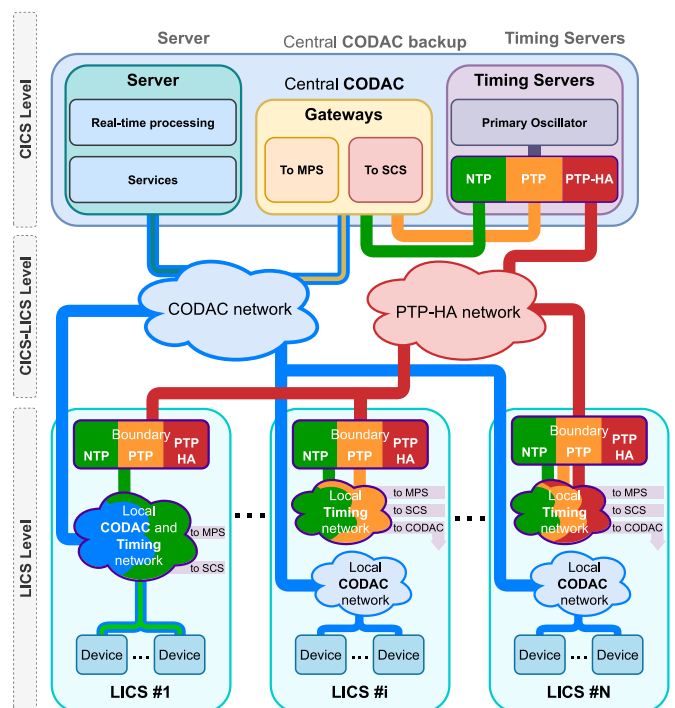 Server
Central CODAC backup
Timing Servers
CICS Level
Server
Real-time processing
Services
Central CODAC
Gateways
To MPS
To SCS
Timing Servers
Primary Oscillator
NTP
PTP
PTP-HA
CICS-LICS Level
CODAC network
PTP-HA network
LICS Level
Boundary
NTP
PTP
PTP
HA
Local
CODAC and
Timing
network
to MPS
to SCS
Device
...
Device
LICS #1
...
Boundary
NTP
PTP
PTP
HA
Local
Timing
network
to MPS
to SCS
to CODAC
Local
CODAC
network
Device
...
Device
LICS #i
...
Boundary
NTP
PTP
PTP
HA
Local
Timing
network
to MPS
to SCS
to CODAC
Local
CODAC
network
Device
...
Device
LICS #N